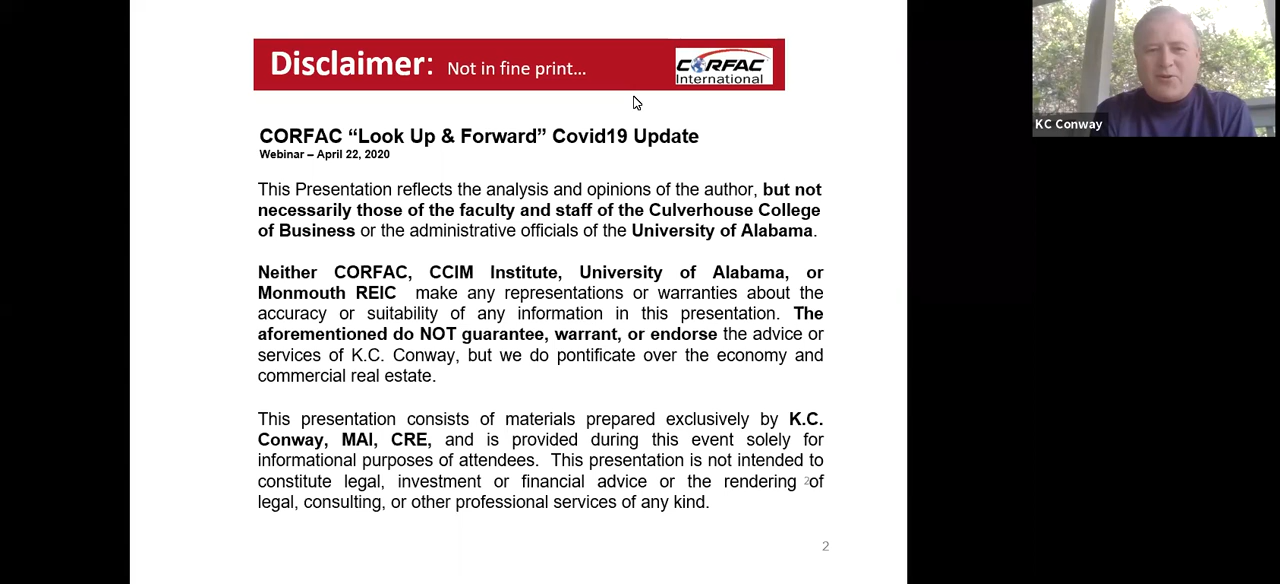 Disclaimer: Not in fine print...
CORFAC
International
KC Conway
CORFAC “Look Up & Forward” Covid19 Update
Webinar – April 22, 2020
This Presentation reflects the analysis and opinions of the author, but not
necessarily those of the faculty and staff of the Culverhouse College
of Business or the administrative officials of the University of Alabama.
Neither CORFAC, CCIM Institute, University of Alabama, or
Monmouth REIC make any representations or warranties about the
accuracy or suitability of any information in this presentation. The
aforementioned do NOT guarantee, warrant, or endorse the advice or
services of K.C. Conway, but we do pontificate over the economy and
commercial real estate.
This presentation consists of materials prepared exclusively by K.C.
Conway, MAI, CRE, and is provided during this event solely for
informational purposes of attendees. This presentation is not intended to
constitute legal, investment or financial advice or the rendering of
2
legal, consulting, or other professional services of any kind.
2